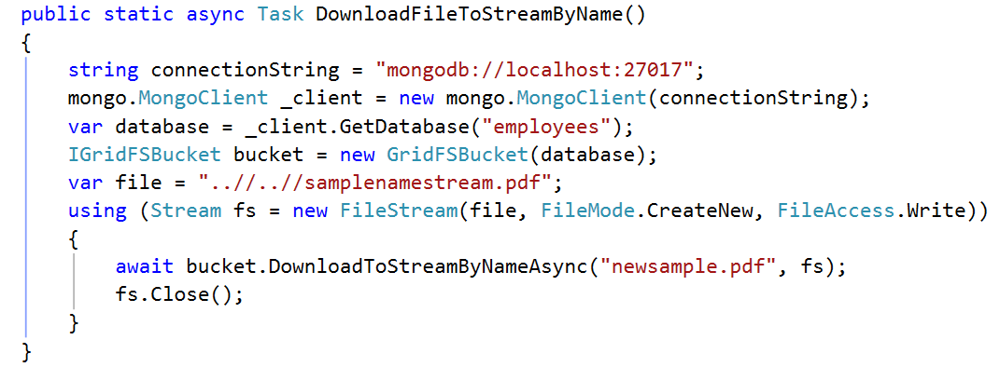 public static async Task DownloadFileToStreamByName()
{
string connectionString = "mongodb://localhost:27017";
mongo.MongoClient _client = new mongo.MongoClient(connectionString);
var database = _client.GetDatabase("employees");
IGridFSBucket bucket = new GridFSBucket(database);
var file = "..//..//samplenamestream.pdf";
using (Stream fs = new FileStream(file, FileMode.CreateNew, FileAccess.Write))
{
await bucket.DownloadToStreamByNameAsync("newsample.pdf", fs);
fs.Close();
}
}